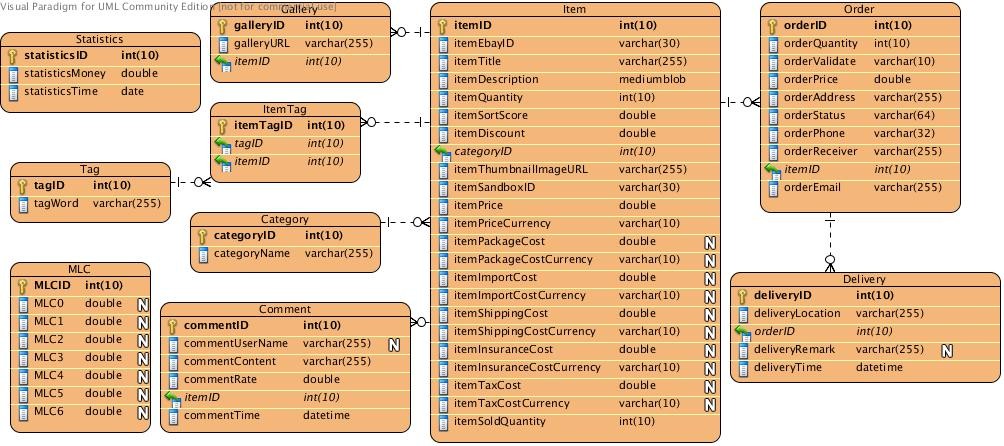 Visual Paradigm for UML Community Edition [not for commercial use]
Statistics
statisticsID int(10)
statisticsMoney double
statisticsTime date
Gallery
galleryID int(10)
galleryURL varchar(255)
itemID int(10)
ItemTag
itemTagID int(10)
tagID int(10)
itemID int(10)
Tag
tagID int(10)
tagWord varchar(255)
Category
categoryID int(10)
categoryName varchar(255)
MLC
MLCID int(10)
MLC0 double N
MLC1 double N
MLC2 double N
MLC3 double N
MLC4 double N
MLC5 double N
MLC6 double N
Comment
commentID int(10)
commentUserName varchar(255) N
commentContent varchar(255)
commentRate double
itemID int(10)
commentTime datetime
Item
itemID int(10)
itemEbayID varchar(30)
itemTitle varchar(255)
itemDescription mediumblob
itemQuantity int(10)
itemSortScore double
itemDiscount double
categoryID int(10)
itemThumbnailImageURL varchar(255)
itemSandboxID varchar(30)
itemPrice double
itemPriceCurrency varchar(10)
itemPackageCost double N
itemPackageCostCurrency varchar(10) N
itemImportCost double N
itemImportCostCurrency varchar(10) N
itemShippingCost double N
itemShippingCostCurrency varchar(10) N
itemInsuranceCost double N
itemInsuranceCostCurrency varchar(10) N
itemTaxCost double N
itemTaxCostCurrency varchar(10) N
itemSoldQuantity int(10)
Order
orderID int(10)
orderQuantity int(10)
orderValidate varchar(10)
orderPrice double
orderAddress varchar(255)
orderStatus varchar(64)
orderPhone varchar(32)
orderReceiver varchar(255)
itemID int(10)
orderEmail varchar(255)
Delivery
deliveryID int(10)
deliveryLocation varchar(255)
orderID int(10)
deliveryRemark varchar(255) N
deliveryTime datetime